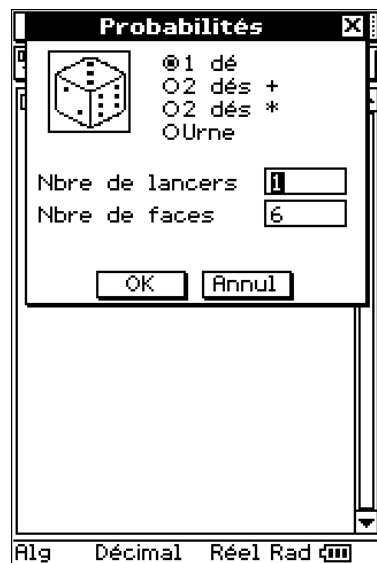 Probabilités
1 dé
2 dés +
2 dés *
Urne
Nbre de lancers 1
Nbre de faces 6
OK Annul
Alg Décimal Réel Rad